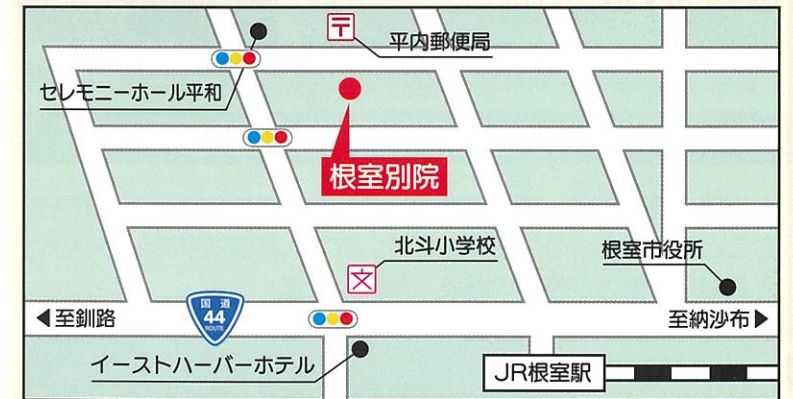 〒
平内郵便局
セレモニーホール平和
根室別院
北斗小学校
文
根室市役所
◀至釧路
国道
44
ROUTE
至納沙布▶
イーストハーバーホテル
JR根室駅